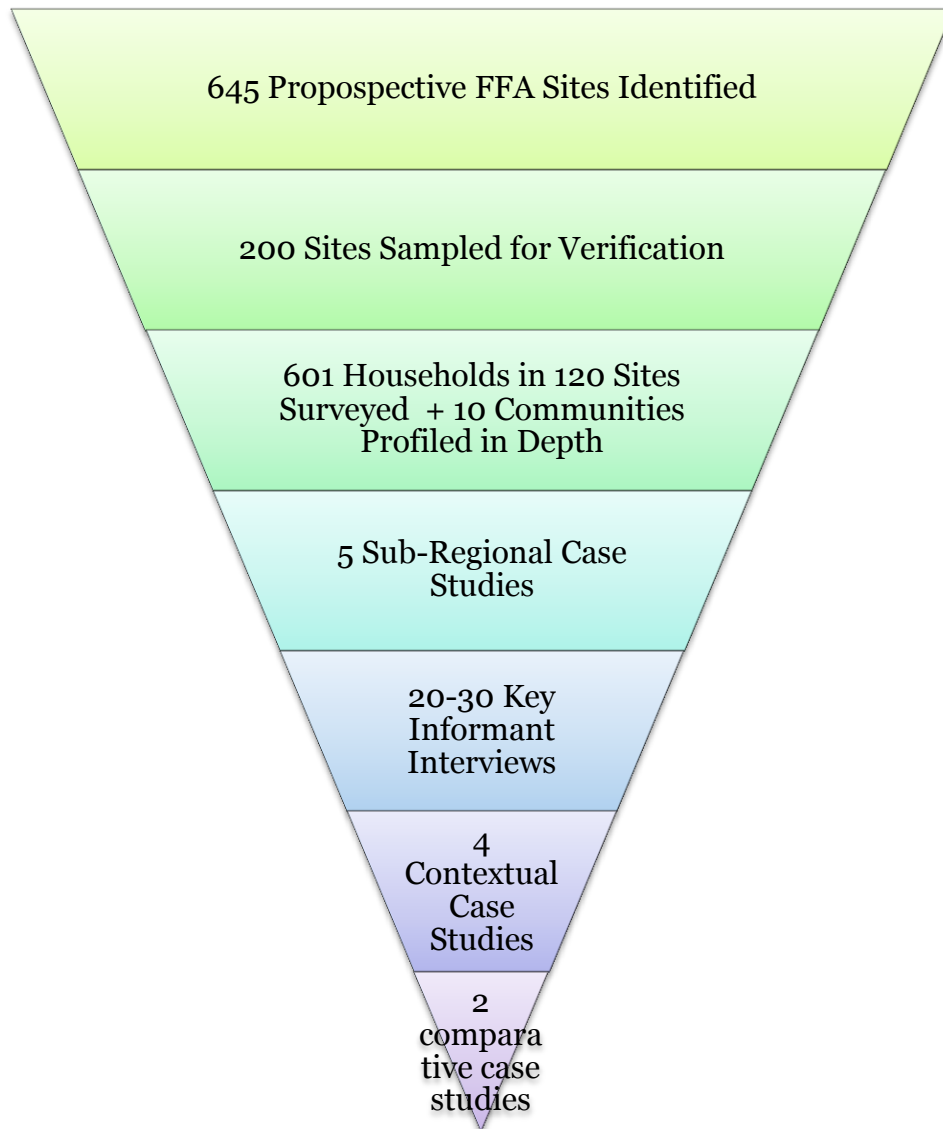 645 Propospective FFA Sites Identified
200 Sites Sampled for Verification
601 Households in 120 Sites
Surveyed + 10 Communities
Profiled in Depth
5 Sub-Regional Case
Studies
20-30 Key
Informant
Interviews
4
Contextual
Case
Studies
2
compara
tive case
studies